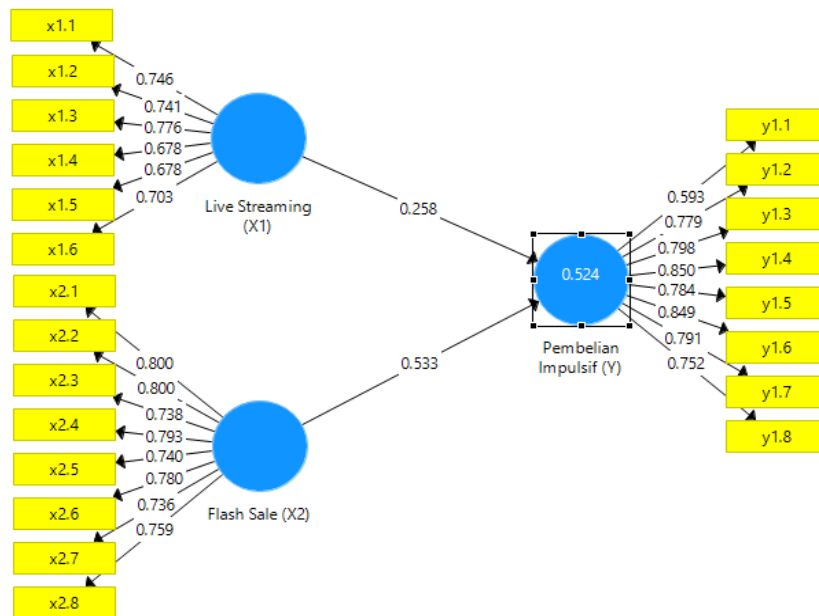 x1.1
x1.2
x1.3
x1.4
x1.5
x1.6
0.746
0.741
0.776
0.678
0.678
0.703
Live Streaming
(X1)
x2.1
x2.2
x2.3
x2.4
x2.5
x2.6
x2.7
x2.8
0.800
0.800
0.738
0.793
0.740
0.780
0.736
0.759
Flash Sale (X2)
0.258
0.533
0.524
Pembelian
Impulsif (Y)
0.593
0.779
0.798
0.850
0.784
0.849
0.791
0.752
y1.1
y1.2
y1.3
y1.4
y1.5
y1.6
y1.7
y1.8